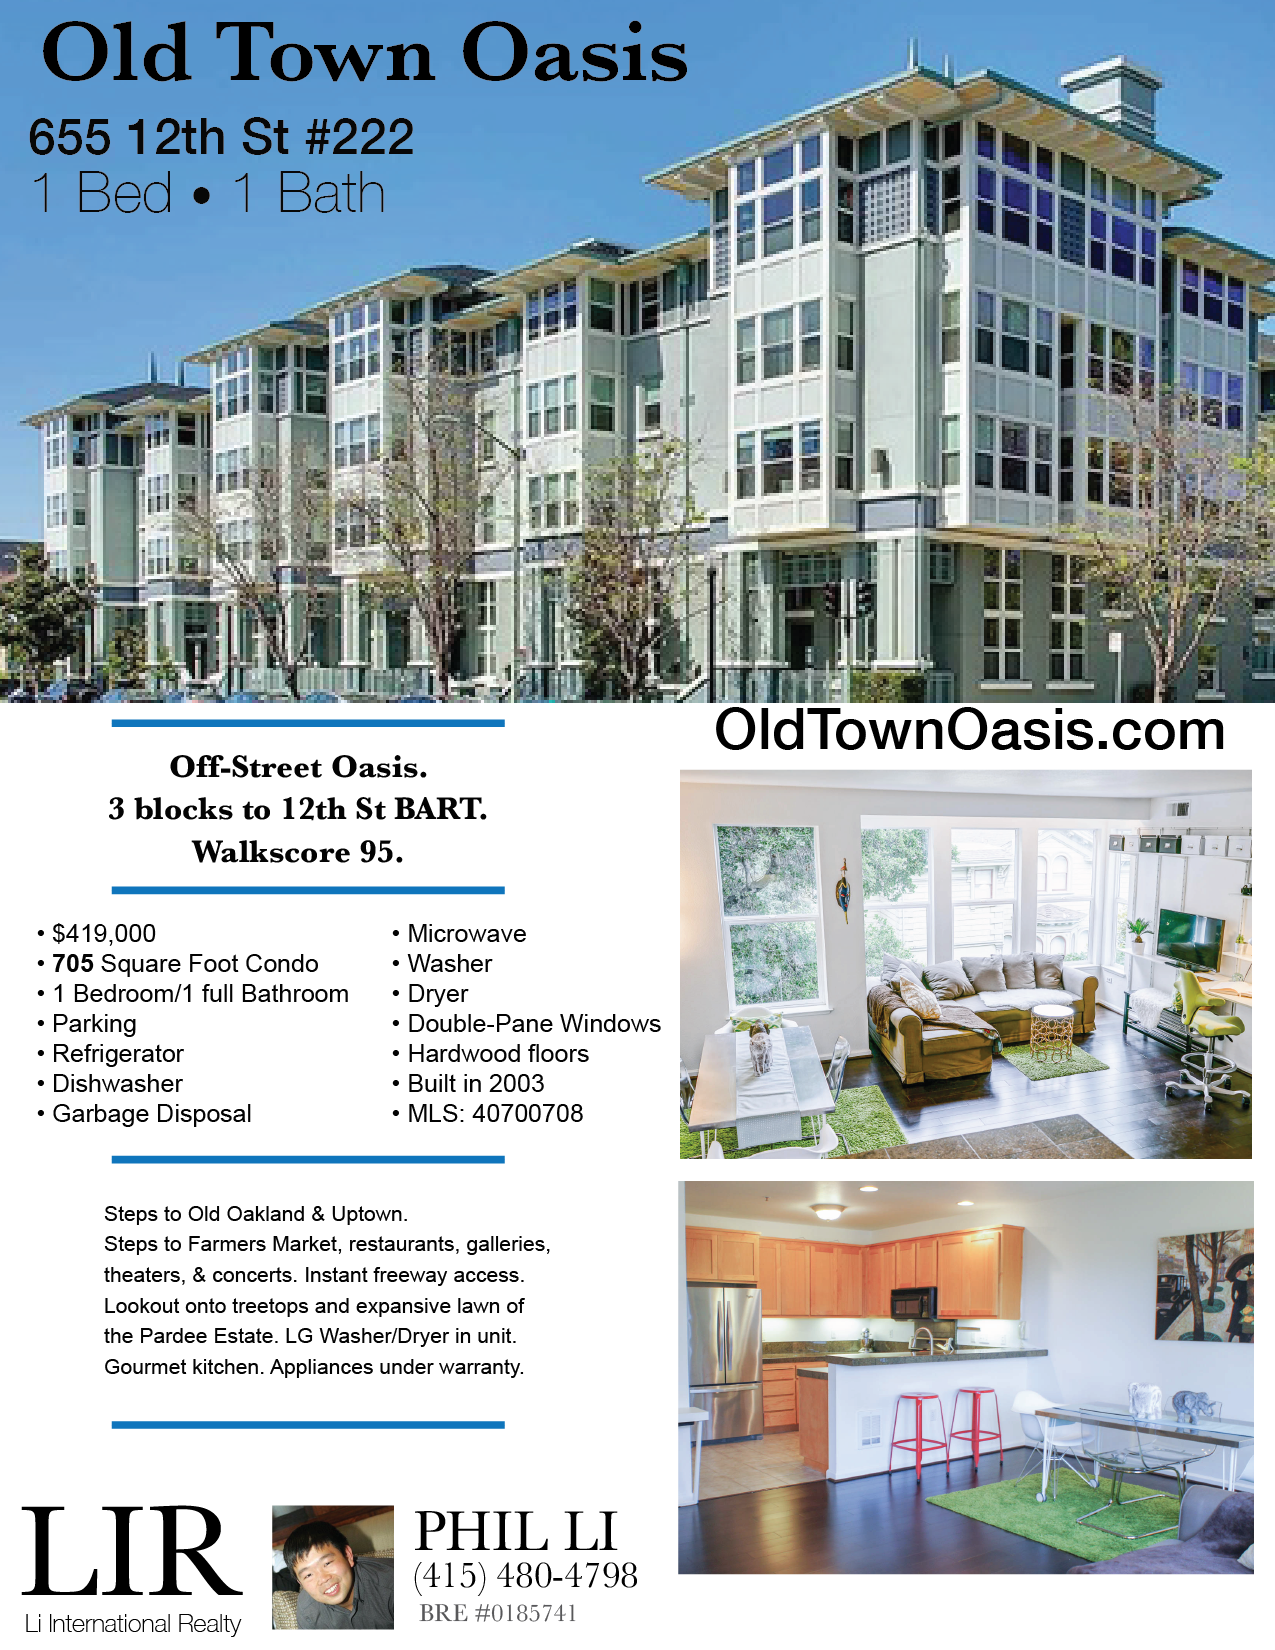 Old Town Oasis
655 12th St #222
1 Bed • 1 Bath
OldTownOasis.com
Off-Street Oasis.
3 blocks to 12th St BART.
Walkscore 95.
• $419,000
• 705 Square Foot Condo
• 1 Bedroom/1 full Bathroom
• Parking
• Refrigerator
• Dishwasher
• Garbage Disposal
• Microwave
• Washer
• Dryer
• Double-Pane Windows
• Hardwood floors
• Built in 2003
• MLS: 40700708
Steps to Old Oakland & Uptown.
Steps to Farmers Market, restaurants, galleries,
theaters, & concerts. Instant freeway access.
Lookout onto treetops and expansive lawn of
the Pardee Estate. LG Washer/Dryer in unit.
Gourmet kitchen. Appliances under warranty.
LIR
Li International Realty
PHIL LI
(415) 480-4798
BRE #0185741